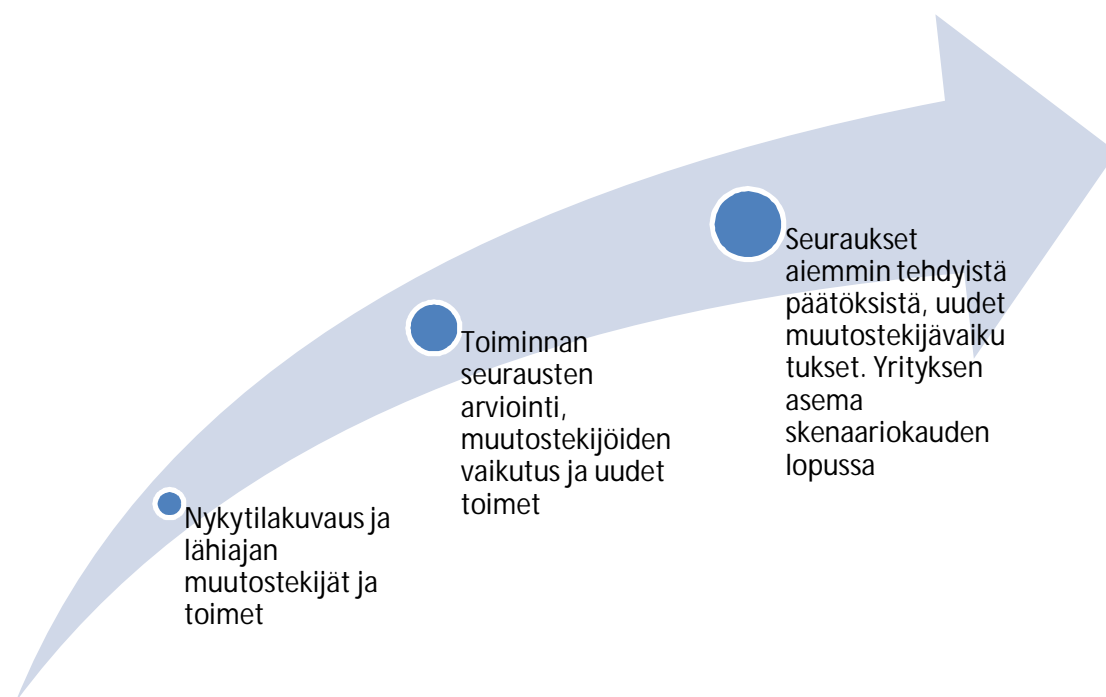 Nykytilakuvaus ja
lähiajan
muutostekijät ja
toimet
Toiminnan
seurausten
arviointi,
muutostekijöiden
vaikutus ja uudet
toimet
Seuraukset
aiemmin tehdyistä
päätöksistä, uudet
muutostekijävaiku
tukset. Yrityksen
asema
skenaariokauden
lopussa